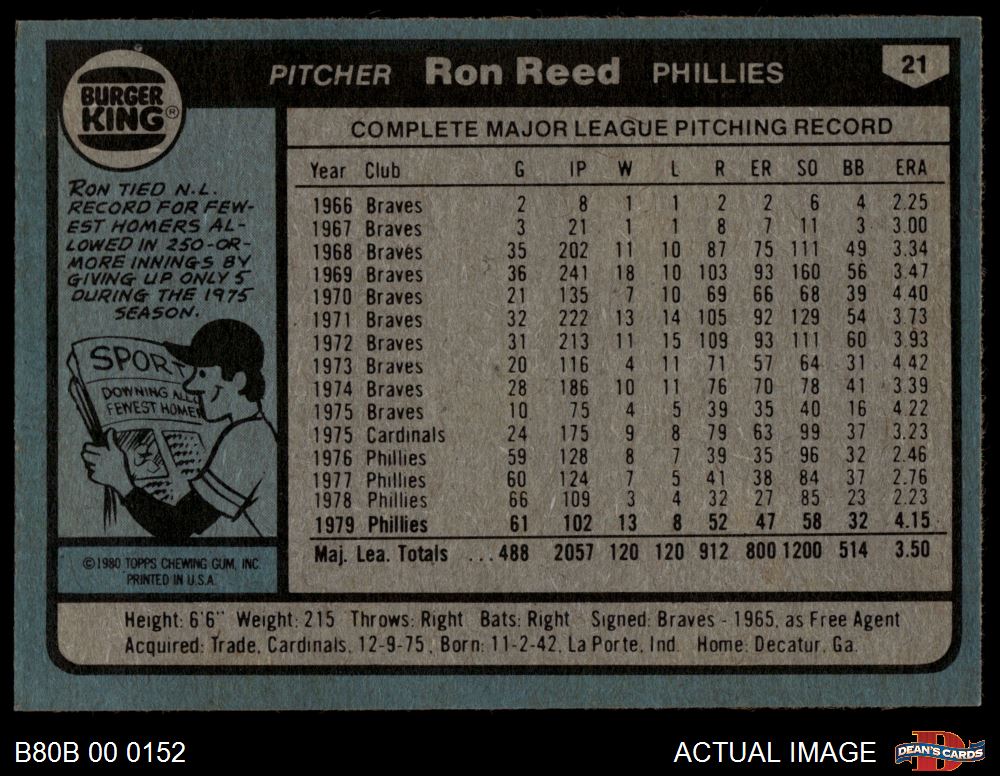 BURGER KING ®
PITCHER Ron Reed PHILLIES 21
RON TIED N.L.
RECORD FOR FEW-
EST HOMERS AL-
LOWED IN 250-OR-
MORE INNINGS BY
GIVING UP ONLY 5
DURING THE 1975
SEASON.
SPORT
DOWNING ALL
FEWEST HOMER
©1980 TOPPS CHEWING GUM, INC.
PRINTED IN U.S.A.
COMPLETE MAJOR LEAGUE PITCHING RECORD
Year Club G IP W L R ER SO BB ERA
1966 Braves 2 8 1 1 2 2 6 4 2.25
1967 Braves 3 21 1 1 8 7 11 3 3.00
1968 Braves 35 202 11 10 87 75 111 49 3.34
1969 Braves 36 241 18 10 103 93 160 56 3.47
1970 Braves 21 135 7 10 69 66 68 39 4.40
1971 Braves 32 222 13 14 105 92 129 54 3.73
1972 Braves 31 213 11 15 109 93 111 60 3.93
1973 Braves 20 116 4 11 71 57 64 31 4.42
1974 Braves 28 186 10 11 76 70 78 41 3.39
1975 Braves 10 75 4 5 39 35 40 16 4.22
1975 Cardinals 24 175 9 8 79 63 99 37 3.23
1976 Phillies 59 128 8 7 39 35 96 32 2.46
1977 Phillies 60 124 7 5 41 38 84 37 2.76
1978 Phillies 66 109 3 4 32 27 85 23 2.23
1979 Phillies 61 102 13 8 52 47 58 32 4.15
Maj. Lea. Totals ... 488 2057 120 120 912 800 1200 514 3.50
Height: 6'6" Weight: 215 Throws: Right Bats: Right Signed: Braves - 1965, as Free Agent
Acquired: Trade, Cardinals, 12-9-75, Born: 11-2-42, La Porte, Ind. Home: Decatur, Ga.
B80B 00 0152 ACTUAL IMAGE DEAN'S CARDS